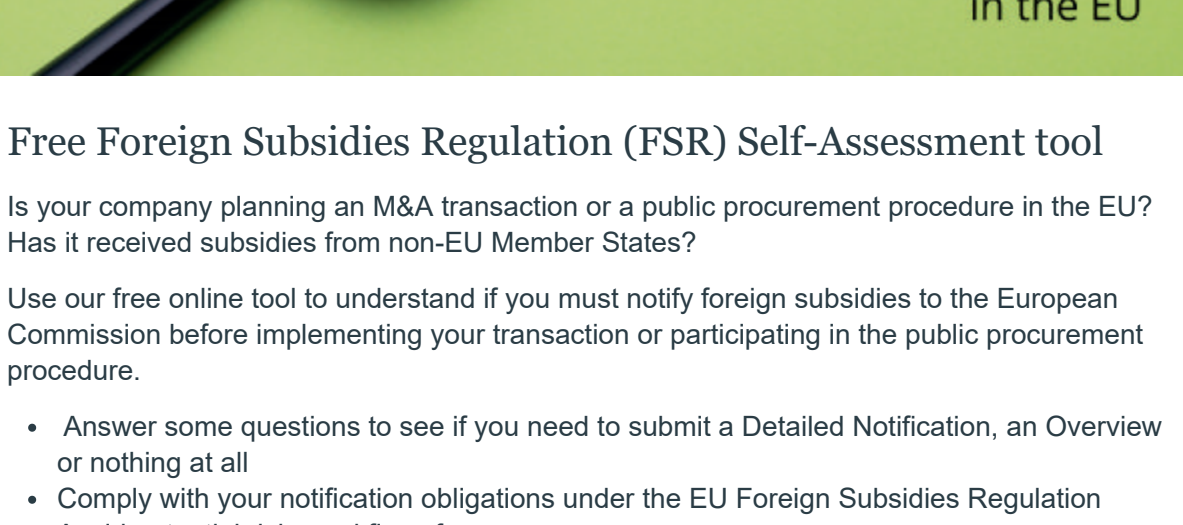 in the EU
Free Foreign Subsidies Regulation (FSR) Self-Assessment tool
Is your company planning an M&A transaction or a public procurement procedure in the EU?
Has it received subsidies from non-EU Member States?
Use our free online tool to understand if you must notify foreign subsidies to the European
Commission before implementing your transaction or participating in the public procurement
procedure.
• Answer some questions to see if you need to submit a Detailed Notification, an Overview
or nothing at all
• Comply with your notification obligations under the EU Foreign Subsidies Regulation